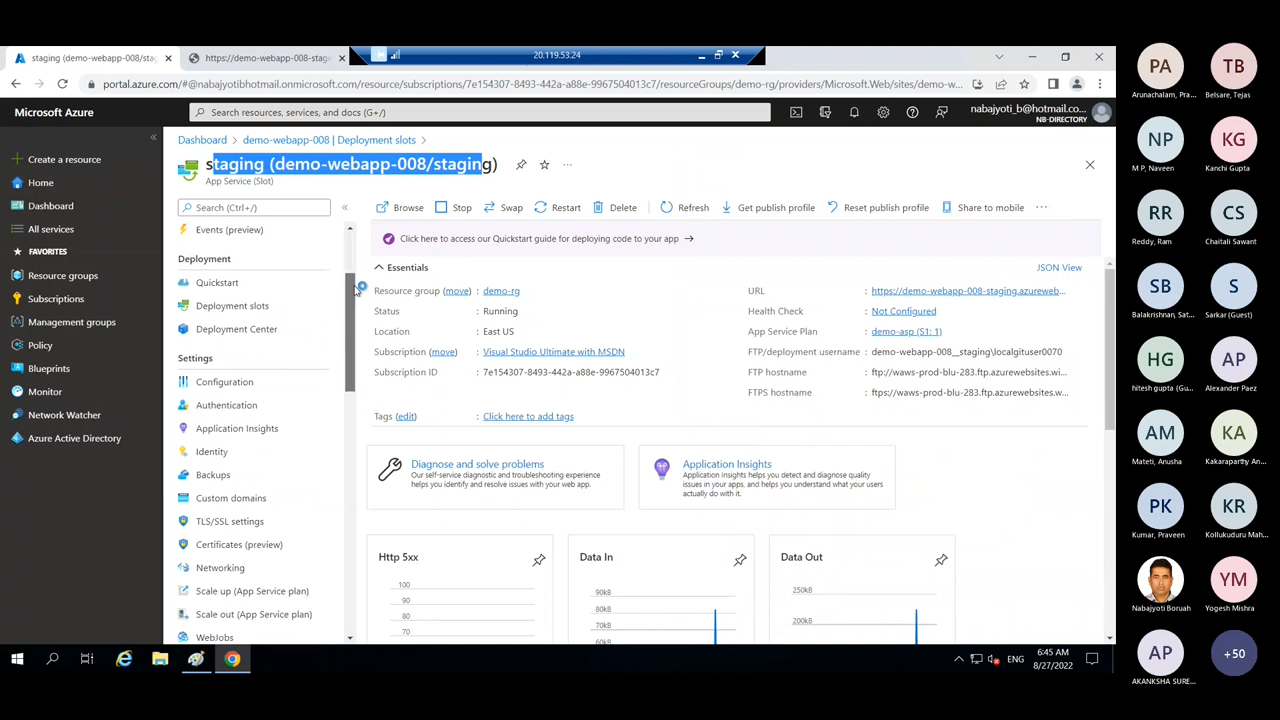 staging (demo-webapp-008/sta
https://demo-webapp-008-stagi
20.119.53.24
portal.azure.com/#@nabajyotibhotmail.onmicrosoft.com/resource/subscriptions/7e154307-8493-442a-a88e-9967504013c7/resourceGroups/demo-rg/providers/Microsoft.Web/sites/demo-w...
Microsoft Azure
Search resources, services, and docs (G+/)
nabajyoti_b@hotmail.co...
NB-DIRECTORY
Create a resource
Home
Dashboard
All services
FAVORITES
Resource groups
Subscriptions
Management groups
Policy
Blueprints
Monitor
Network Watcher
Azure Active Directory
Dashboard > demo-webapp-008 | Deployment slots >
staging (demo-webapp-008/staging)
App Service (Slot)
Search (Ctrl+/)
Events (preview)
Deployment
Quickstart
Deployment slots
Deployment Center
Settings
Configuration
Authentication
Application Insights
Identity
Backups
Custom domains
TLS/SSL settings
Certificates (preview)
Networking
Scale up (App Service plan)
Scale out (App Service plan)
WebJobs
Browse
Stop
Swap
Restart
Delete
Refresh
Get publish profile
Reset publish profile
Share to mobile
Click here to access our Quickstart guide for deploying code to your app →
Essentials
JSON View
Resource group (move) : demo-rg
Status : Running
Location : East US
Subscription (move) : Visual Studio Ultimate with MSDN
Subscription ID : 7e154307-8493-442a-a88e-9967504013c7
Tags (edit) : Click here to add tags
URL : https://demo-webapp-008-staging.azureweb...
Health Check : Not Configured
App Service Plan : demo-asp (S1: 1)
FTP/deployment username : demo-webapp-008__staging\localgituser0070
FTP hostname : ftp://waws-prod-blu-283.ftp.azurewebsites.wi...
FTPS hostname : ftps://waws-prod-blu-283.ftp.azurewebsites.w...
Diagnose and solve problems
Our self-service diagnostic and troubleshooting experience
helps you identify and resolve issues with your web app.
Application Insights
Application Insights helps you detect and diagnose quality
issues in your apps, and helps you understand what your users
actually do with it.
Http 5xx
100
90
80
70
Data In
90kB
80kB
70kB
60kB
Data Out
250kB
200kB
ENG
6:45 AM
8/27/2022
PA
Arunachalam, Pra...
TB
Belsare, Tejas
NP
M P, Naveen
KG
Kanchi Gupta
RR
Reddy, Ram
CS
Chaitali Sawant
SB
Balakrishnan, Sat...
S(
Sarkar (Guest)
HG
hitesh gupta (Gu...
AP
Alexander Paez
AM
Mateti, Anusha
KA
Kakaraparthy An...
PK
Kumar, Praveen
KR
Kollukuduru Mah...
Nabajyoti Boruah
YM
Yogesh Mishra
AP
AKANKSHA SURE...
+50